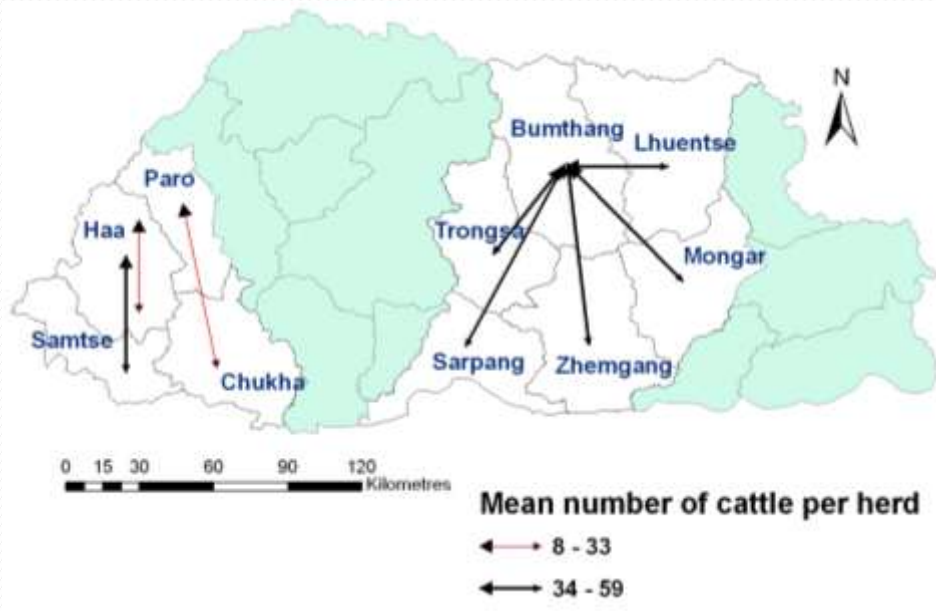 N
Bumthang
Lhuentse
Paro
Haa
Trongsa
Mongar
Samtse
Sarpang
Zhemgang
Chukha
0 15 30 60 90 120
Kilometres
Mean number of cattle per herd
8 - 33
34 - 59